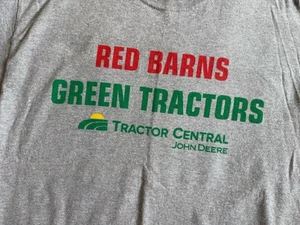 RED BARNS
GREEN TRACTORS
TRACTOR CENTRAL
JOHN DEERE